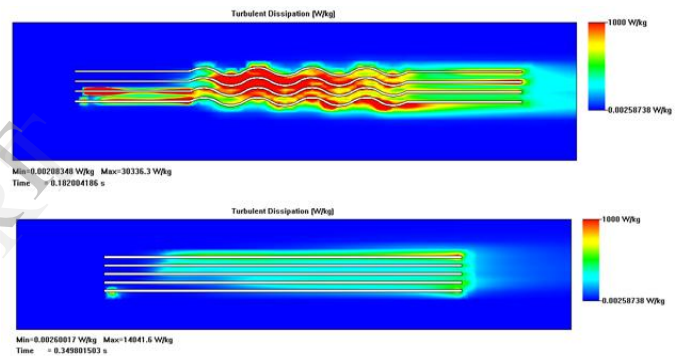 Turbulent Dissipation (W/kg)
1000 W/kg
0.00258738 W/kg
Min=0.00208348 W/kg Max=30336.3 W/kg
Time = 0.182004186 s
Turbulent Dissipation (W/kg)
1000 W/kg
0.00258738 W/kg
Min=0.00260017 W/kg Max=14041.6 W/kg
Time = 0.349801503 s